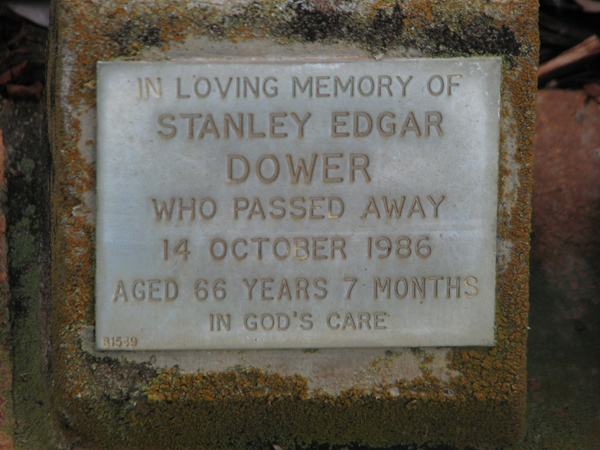 IN LOVING MEMORY OF
STANLEY EDGAR
DOWER
WHO PASSED AWAY
14 OCTOBER 1986
AGED 66 YEARS 7 MONTHS
IN GOD'S CARE